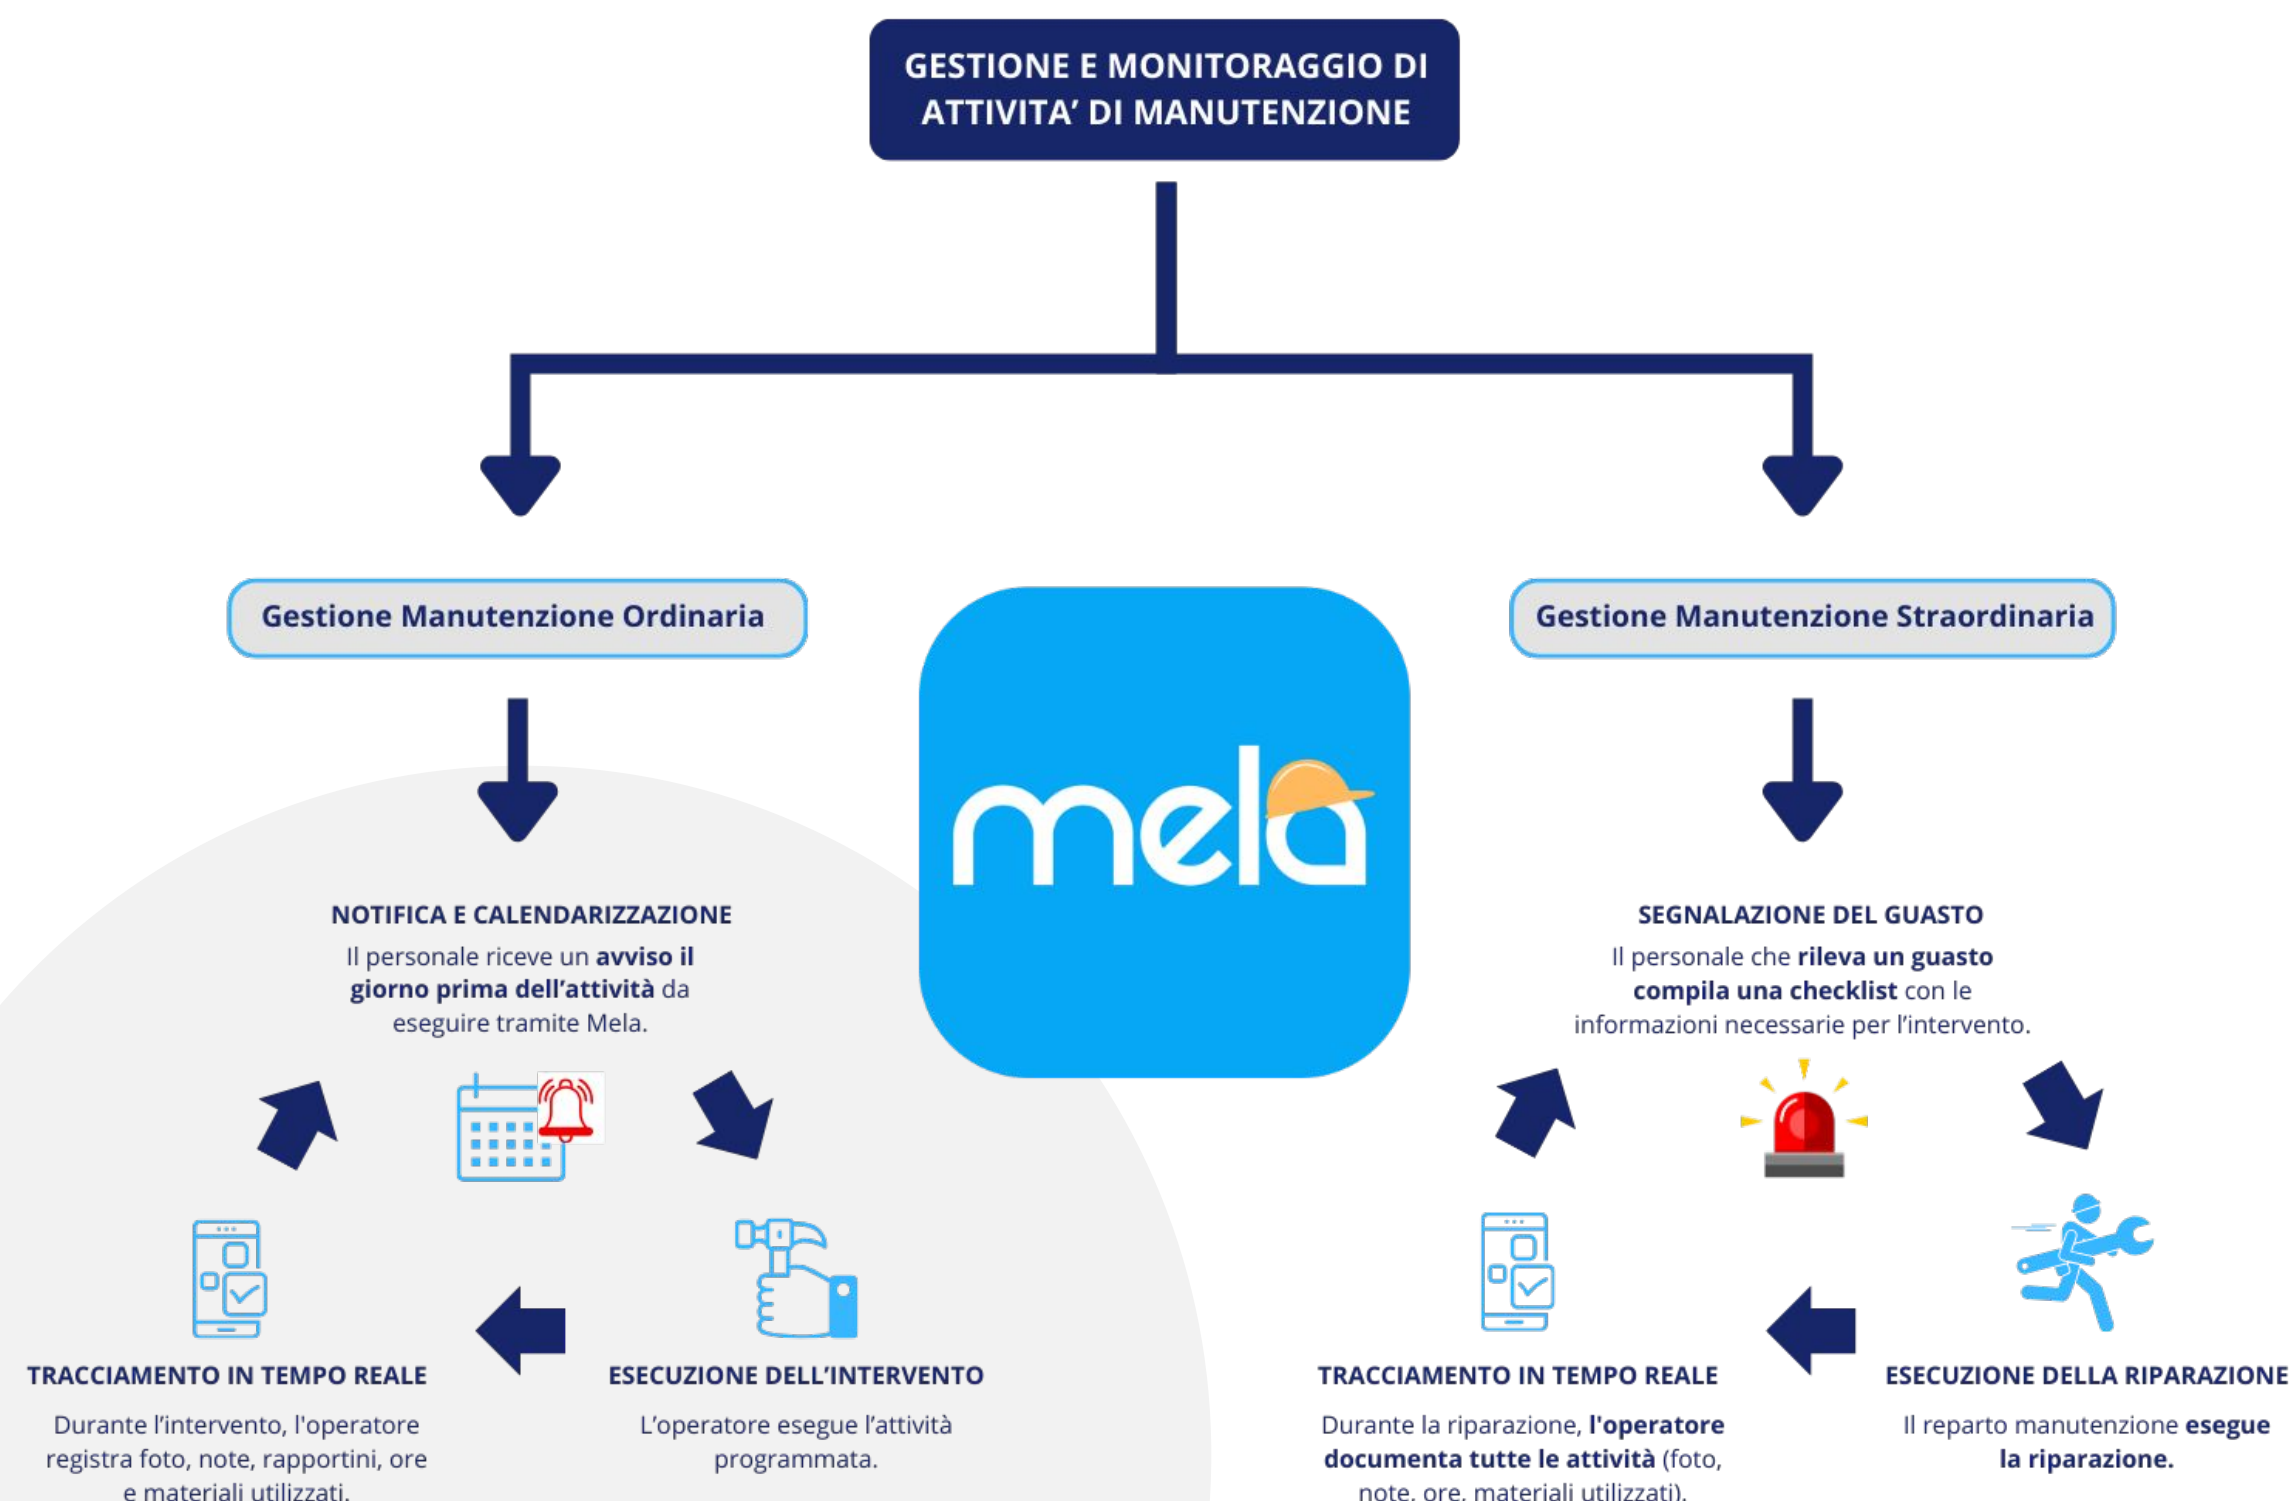 GESTIONE E MONITORAGGIO DI
ATTIVITA’ DI MANUTENZIONE
Gestione Manutenzione Ordinaria
Gestione Manutenzione Straordinaria
mela
NOTIFICA E CALENDARIZZAZIONE
Il personale riceve un avviso il
giorno prima dell’attività da
eseguire tramite Mela.
SEGNALAZIONE DEL GUASTO
Il personale che rileva un guasto
compila una checklist con le
informazioni necessarie per l’intervento.
TRACCIAMENTO IN TEMPO REALE
Durante l’intervento, l'operatore
registra foto, note, rapportini, ore
e materiali utilizzati.
ESECUZIONE DELL’INTERVENTO
L’operatore esegue l’attività
programmata.
TRACCIAMENTO IN TEMPO REALE
Durante la riparazione, l'operatore
documenta tutte le attività (foto,
note, ore, materiali utilizzati).
ESECUZIONE DELLA RIPARAZIONE
Il reparto manutenzione esegue
la riparazione.